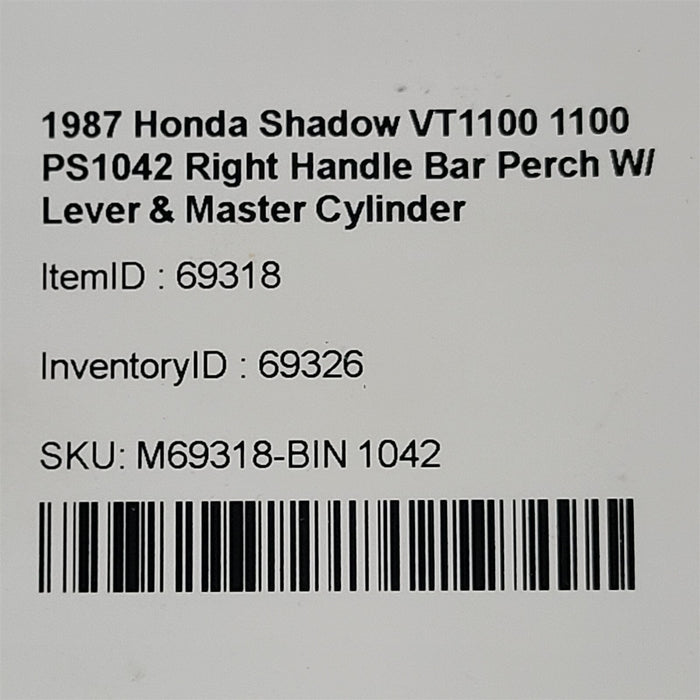 1987 Honda Shadow VT1100 1100
PS1042 Right Handle Bar Perch W/
Lever & Master Cylinder
ItemID : 69318
InventoryID : 69326
SKU: M69318-BIN 1042